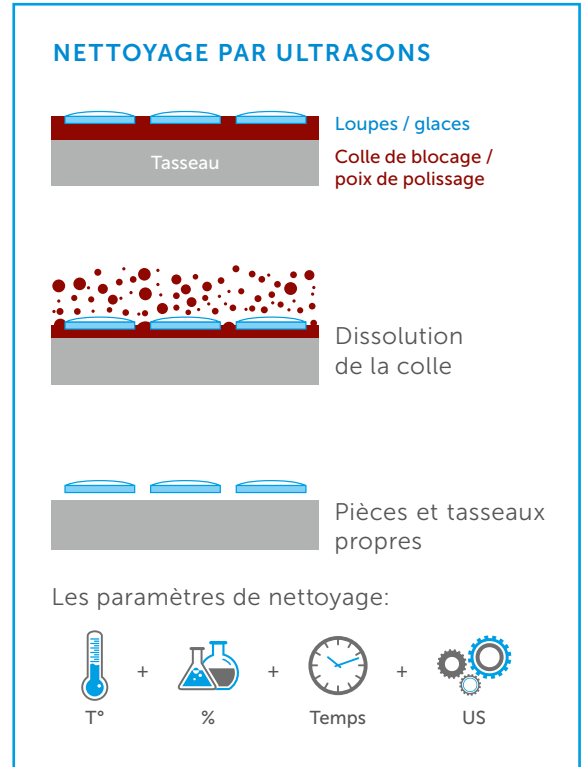 NETTOYAGE PAR ULTRASONS
Loupes / glaces
Tasseau
Colle de blocage /
poix de polissage
Dissolution
de la colle
Pièces et tasseaux
propres
Les paramètres de nettoyage:
+ + +
T° % Temps US